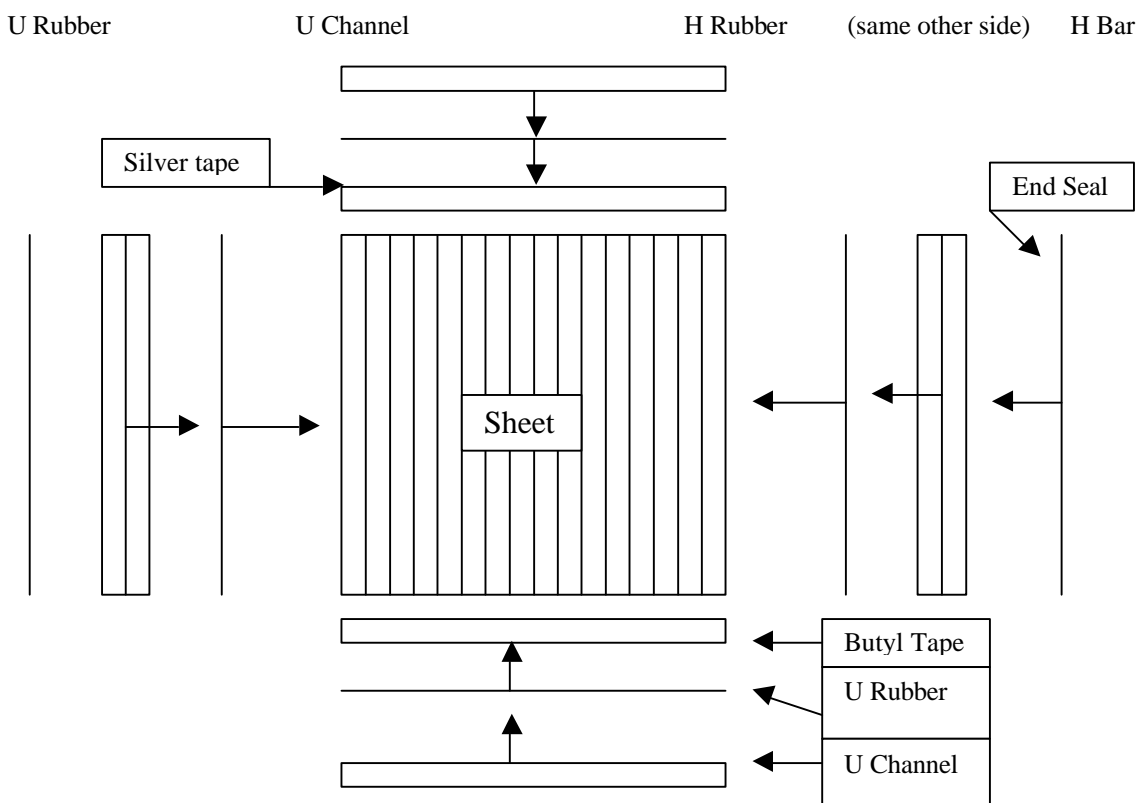 U Rubber U Channel H Rubber (same other side) H Bar
Silver tape
End Seal
Sheet
Butyl Tape
U Rubber
U Channel